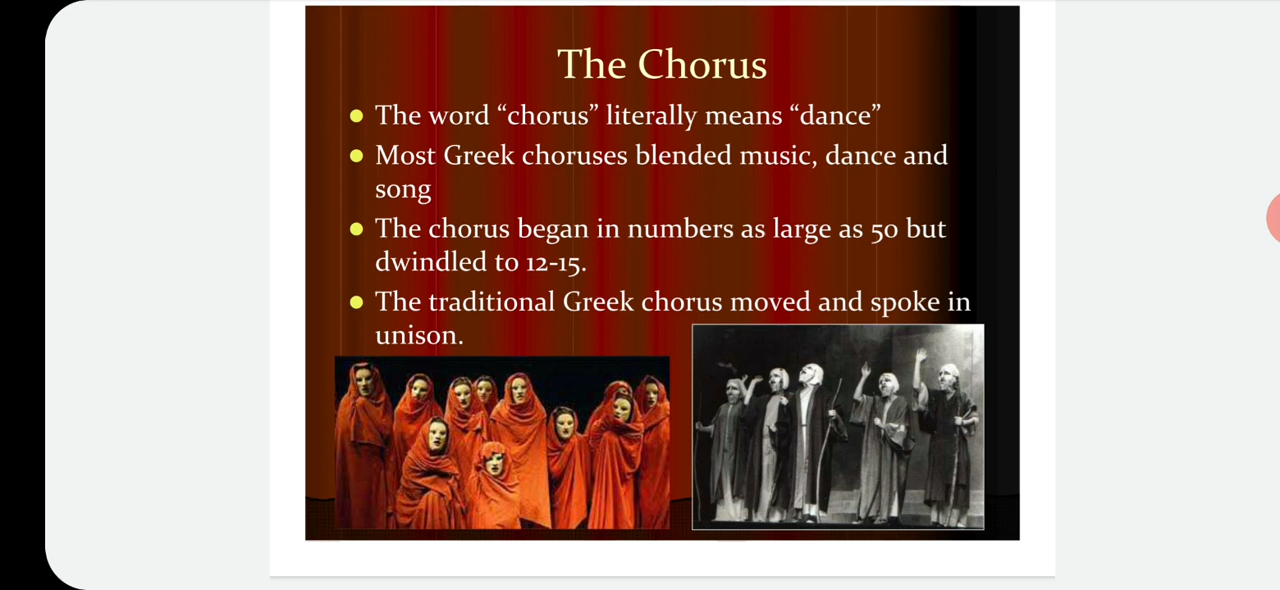 The Chorus
• The word “chorus” literally means “dance”
• Most Greek choruses blended music, dance and
song
• The chorus began in numbers as large as 50 but
dwindled to 12-15.
• The traditional Greek chorus moved and spoke in
unison.